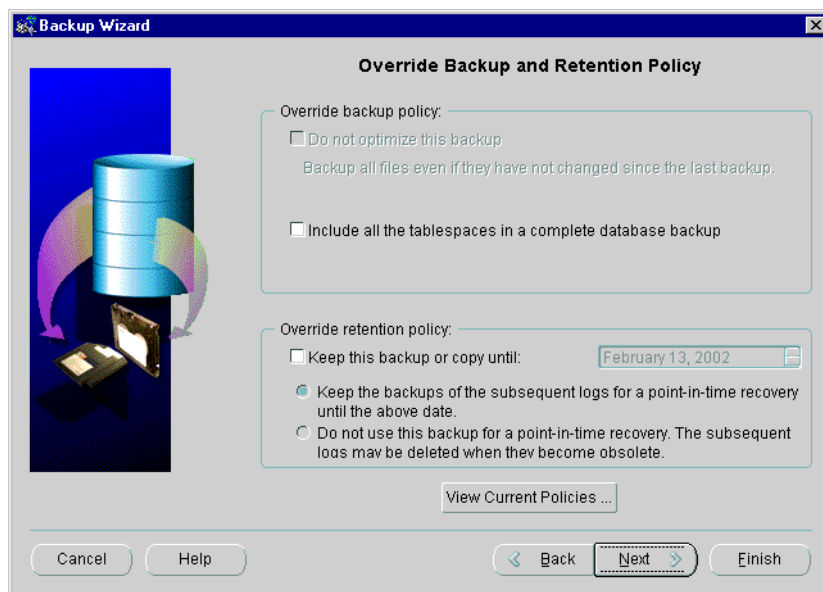 Backup Wizard
Override Backup and Retention Policy
Override backup policy:
Do not optimize this backup
Backup all files even if they have not changed since the last backup.
Include all the tablespaces in a complete database backup
Override retention policy:
Keep this backup or copy until:
February 13, 2002
Keep the backups of the subsequent logs for a point-in-time recovery
until the above date.
Do not use this backup for a point-in-time recovery. The subsequent
logs may be deleted when they become obsolete.
View Current Policies ...
Cancel
Help
Back
Next
Finish